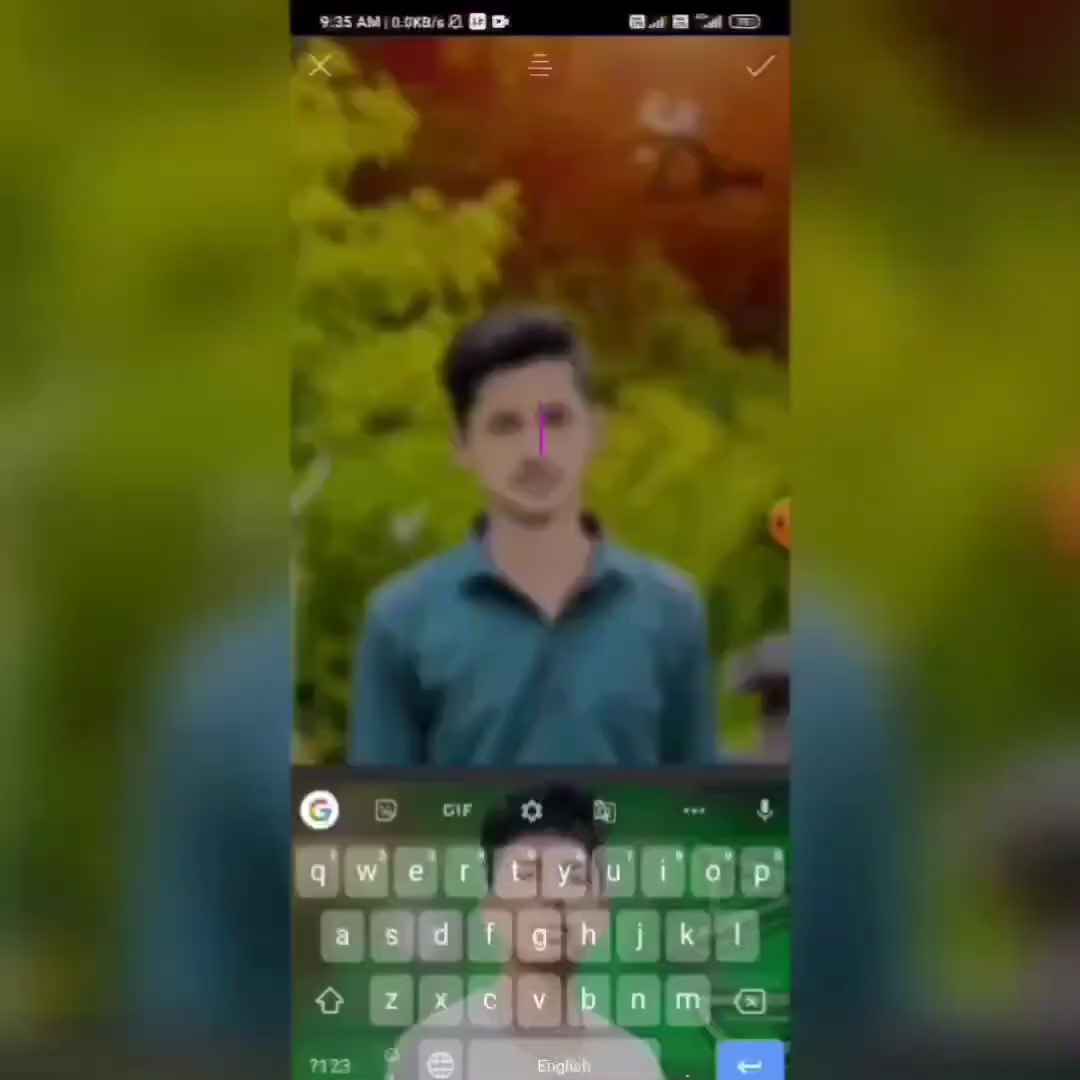 9:35 AM | 0.0KB/s
GIF
q w e r t y u i o p
a s d f g h j k l
z x c v b n m
?123 English .